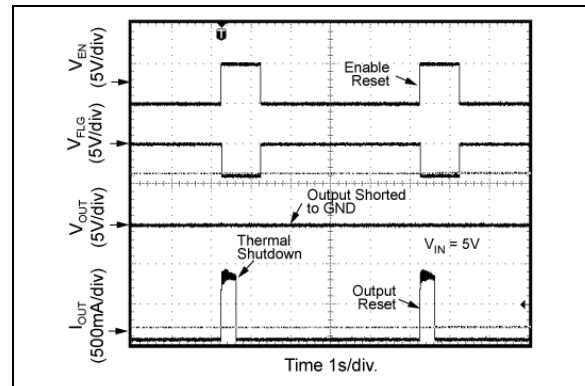 T
V_EN
(5V/div)
Enable
Reset
V_FLG
(5V/div)
V_OUT
(5V/div)
Output Shorted
to GND
Thermal
Shutdown
V_IN = 5V
I_OUT
(500mA/div)
Output
Reset
Time 1s/div.